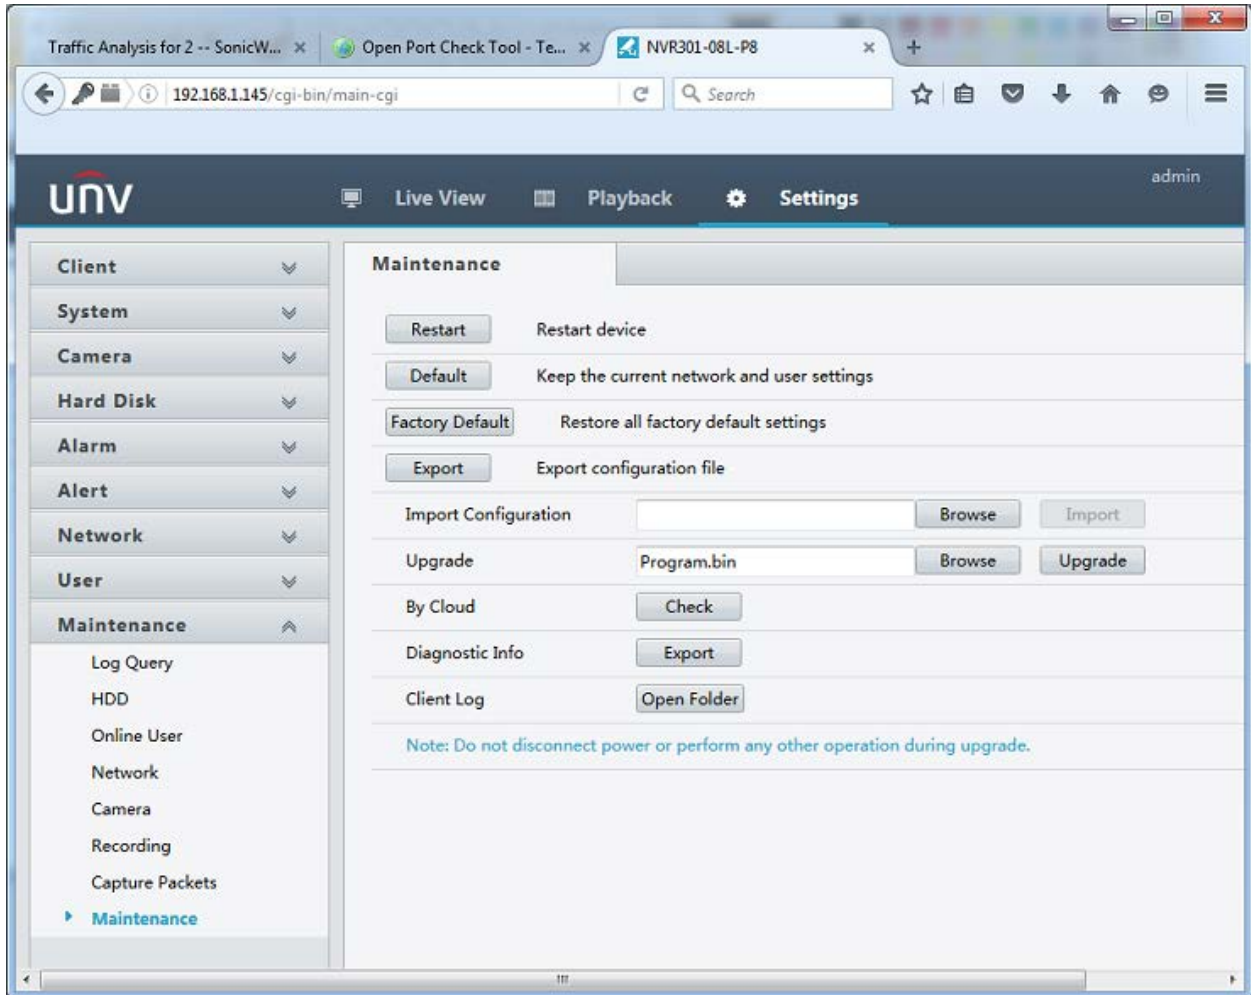 Traffic Analysis for 2 -- SonicW... × Open Port Check Tool - Te... × NVR301-08L-P8 × +
192.168.1.145/cgi-bin/main-cgi Search
admin
unv Live View Playback Settings
Client
System
Camera
Hard Disk
Alarm
Alert
Network
User
Maintenance
Log Query
HDD
Online User
Network
Camera
Recording
Capture Packets
Maintenance
Maintenance
Restart Restart device
Default Keep the current network and user settings
Factory Default Restore all factory default settings
Export Export configuration file
Import Configuration Browse Import
Upgrade Program.bin Browse Upgrade
By Cloud Check
Diagnostic Info Export
Client Log Open Folder
Note: Do not disconnect power or perform any other operation during upgrade.